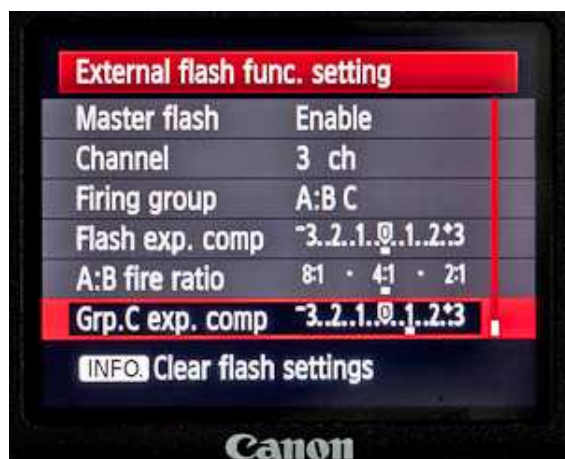 External flash func. setting
Master flash Enable
Channel 3 ch
Firing group A:B C
Flash exp. comp -3..2..1..0..1..2..+3
A:B fire ratio 8:1 · 4:1 · 2:1
Grp.C exp. comp -3..2..1..0..1..2..+3
INFO. Clear flash settings
Canon